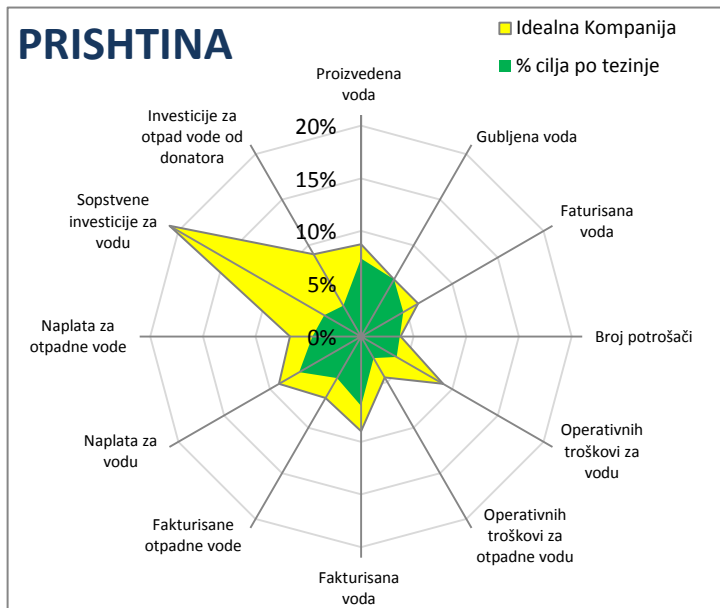 PRISHTINA
Idealna Kompanija
% cilja po tezinje
Proizvedena
voda
Gubljena voda
Faturisana
voda
Broj potrošači
Operativnih
troškovi za
vodu
Operativnih
troškovi za
otpadne vodu
Fakturisana
voda
Fakturisane
otpadne vode
Naplata za
vodu
Naplata za
otpadne vode
Sopstvene
investicije za
vodu
Investicije za
otpad vode od
donatora
20%
15%
10%
5%
0%